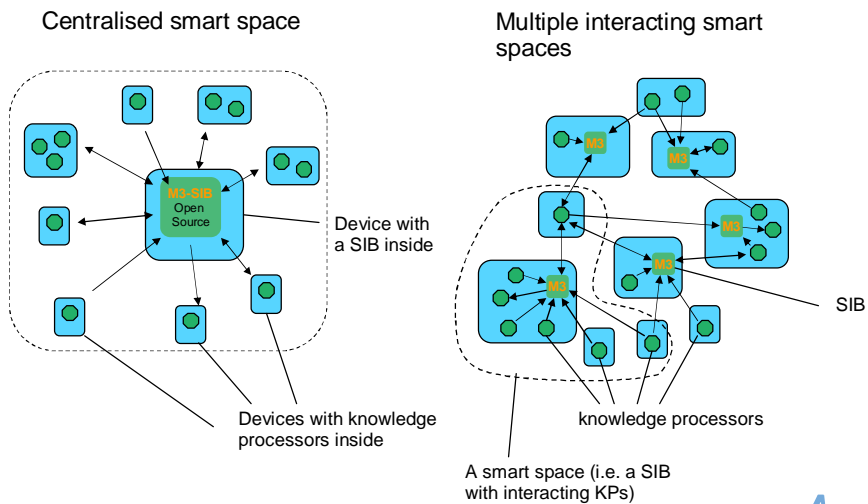 Centralised smart space
Multiple interacting smart
spaces
M3-SIB
Open
Source
Device with
a SIB inside
Devices with knowledge
processors inside
M3
M3
M3
M3
M3
SIB
knowledge processors
A smart space (i.e. a SIB
with interacting KPs)